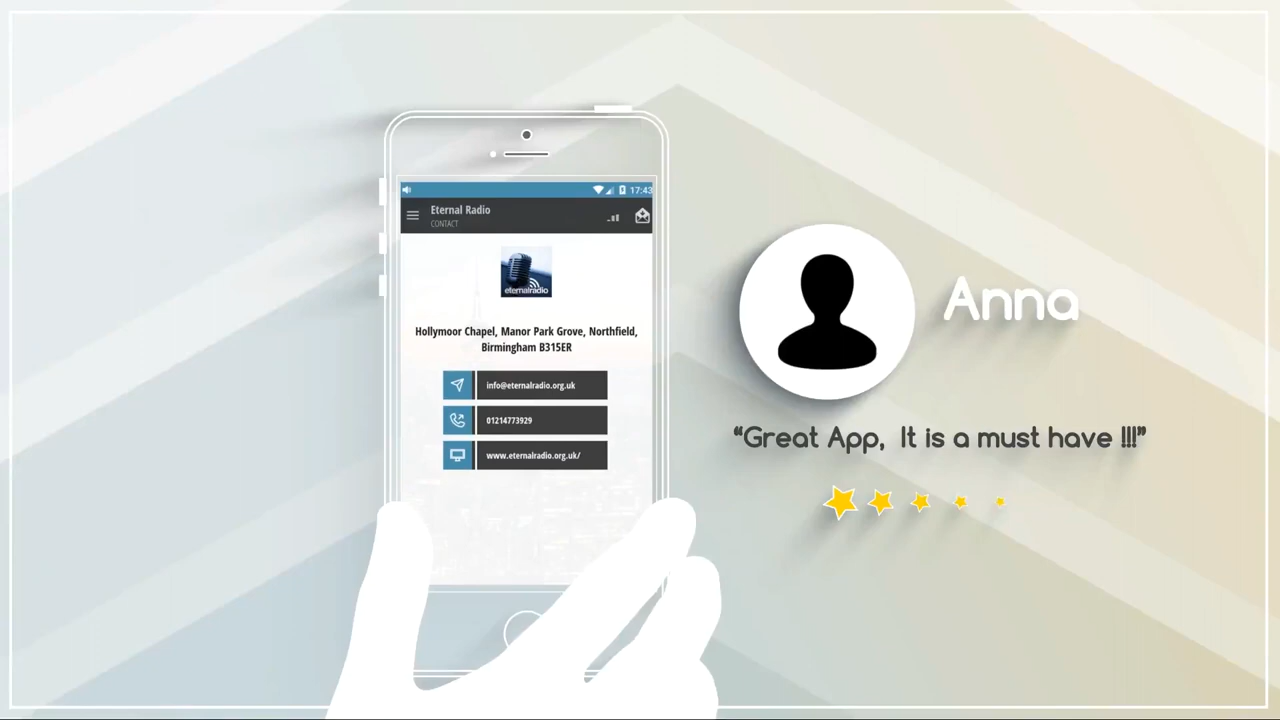 17:43
Eternal Radio
CONTACT
eternalradio
Hollymoor Chapel, Manor Park Grove, Northfield,
Birmingham B315ER
info@eternalradio.org.uk
01214773929
www.eternalradio.org.uk/
Anna
“Great App, It is a must have !!!”